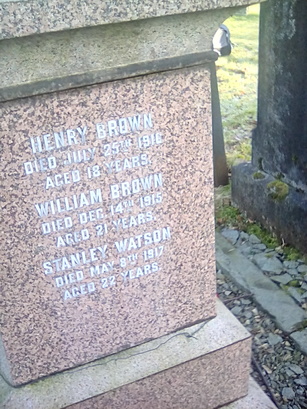 HENRY BROWN
DIED JULY 25TH 1916
AGED 18 YEARS.
WILLIAM BROWN
DIED DEC 14TH 1915
AGED 21 YEARS.
STANLEY WATSON
DIED MAY 8TH 1917
AGED 22 YEARS.